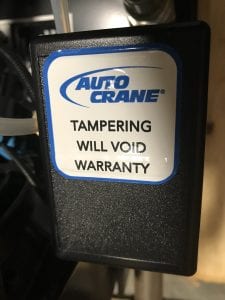 AUTO
CRANE®
TAMPERING
WILL VOID
WARRANTY